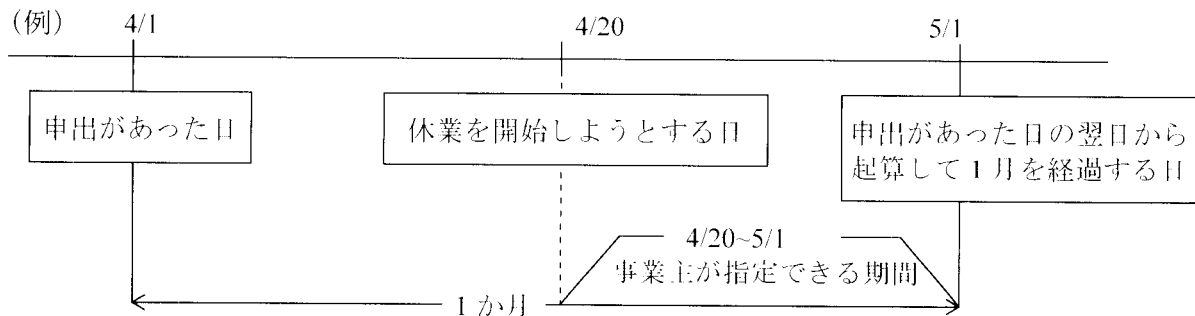 (例)
4/1
4/20
5/1
申出があった日
休業を開始しようとする日
申出があった日の翌日から
起算して1月を経過する日
4/20~5/1
事業主が指定できる期間
1か月